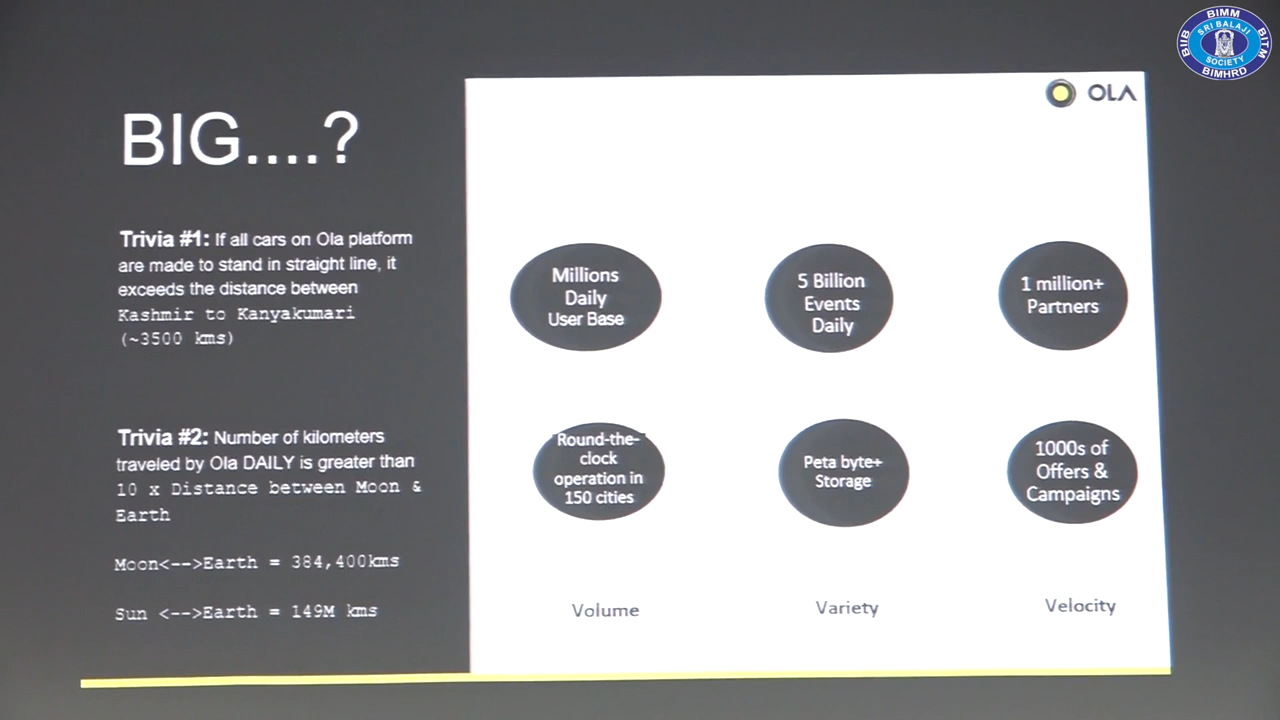 BIMM
SRI BALAJI
BIIB
BITM
SOCIETY
BIMHRD
OLA
BIG....?
Trivia #1: If all cars on Ola platform
are made to stand in straight line, it
exceeds the distance between
Kashmir to Kanyakumari
(~3500 kms)
Trivia #2: Number of kilometers
traveled by Ola DAILY is greater than
10 x Distance between Moon &
Earth
Moon<-->Earth = 384,400kms
Sun <-->Earth = 149M kms
Millions
Daily
User Base
5 Billion
Events
Daily
1 million+
Partners
Round-the-
clock
operation in
150 cities
Peta byte+
Storage
1000s of
Offers &
Campaigns
Volume
Variety
Velocity